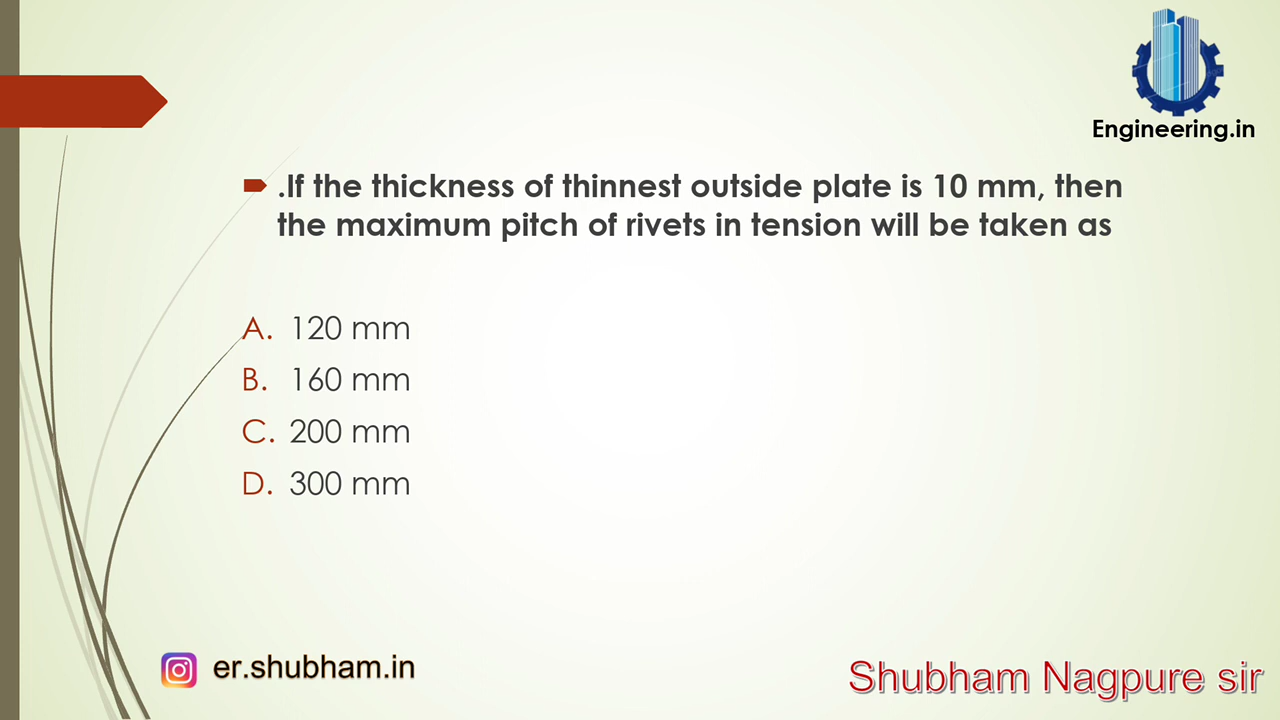 Engineering.in
.If the thickness of thinnest outside plate is 10 mm, then
the maximum pitch of rivets in tension will be taken as
A. 120 mm
B. 160 mm
C. 200 mm
D. 300 mm
er.shubham.in
Shubham Nagpure sir